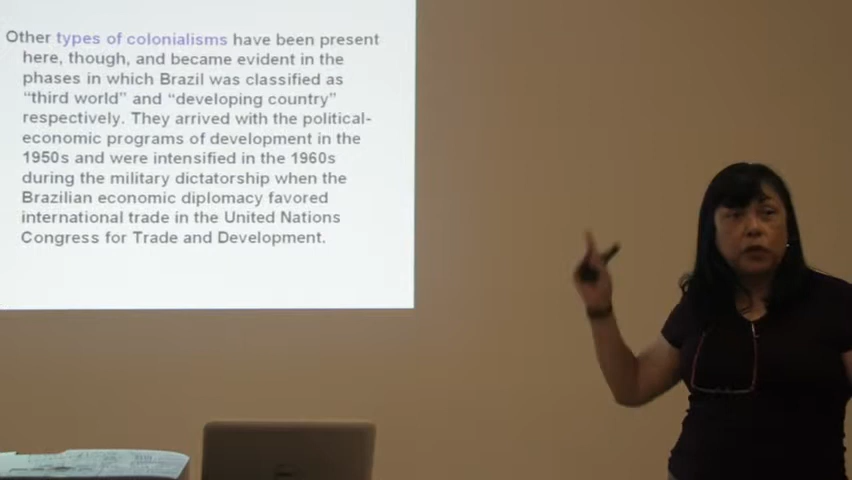 Other types of colonialisms have been present
here, though, and became evident in the
phases in which Brazil was classified as
“third world” and “developing country”
respectively. They arrived with the political-
economic programs of development in the
1950s and were intensified in the 1960s
during the military dictatorship when the
Brazilian economic diplomacy favored
international trade in the United Nations
Congress for Trade and Development.